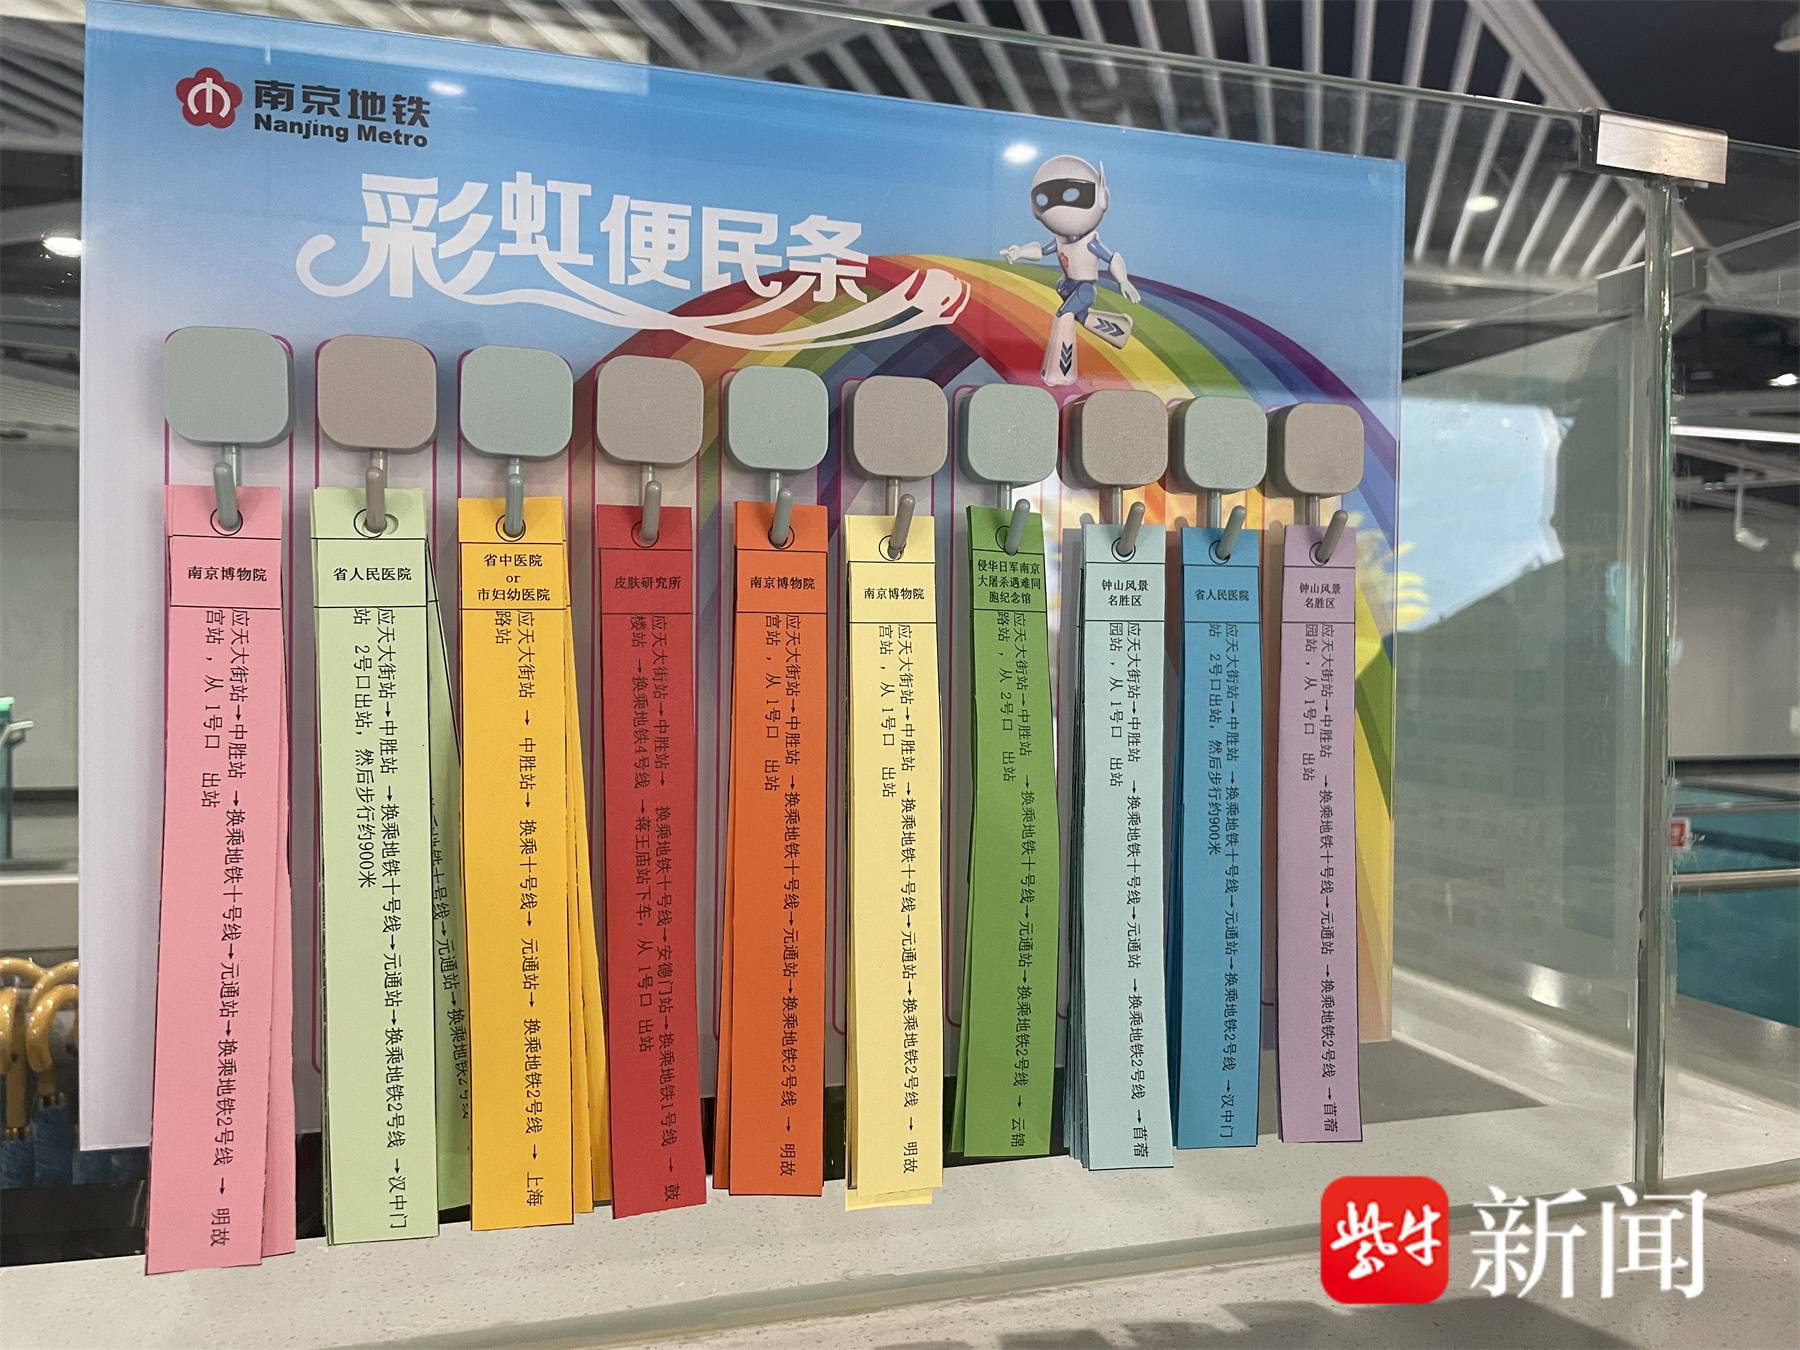 南京地铁
Nanjing Metro
彩虹便民条
南京博物院
应天大街站→中胜站→换乘地铁十号线→元通站→换乘地铁2号线→明故
宫站，从1号口 出站
省人民医院
应天大街站→中胜站→换乘地铁十号线→元通站→换乘地铁2号线→汉中门
站 2号口出站，然后步行约900米
地铁十号线→元通站→换乘地铁2号线
省中医院
or
市妇幼医院
应天大街站→中胜站→换乘十号线→元通站→换乘地铁2号线→上海
路站
皮肤研究所
应天大街站→中胜站→换乘地铁十号线→安德门站→换乘地铁1号线→鼓
楼站→换乘地铁4号线→蒋王庙站下车，从1号口 出站
南京博物院
应天大街站→中胜站→换乘地铁十号线→元通站→换乘地铁2号线→明故
宫站，从1号口 出站
南京博物院
应天大街站→中胜站→换乘地铁十号线→元通站→换乘地铁2号线→明故
宫站，从1号口 出站
侵华日军南京
大屠杀遇难同
胞纪念馆
应天大街站→中胜站→换乘地铁十号线→元通站→换乘地铁2号线→云锦
路站，从2号口 出站
钟山风景
名胜区
应天大街站→中胜站→换乘地铁十号线→元通站→换乘地铁2号线→苜蓿
园站，从1号口 出站
省人民医院
应天大街站→中胜站→换乘地铁十号线→元通站→换乘地铁2号线→汉中门
站 2号口出站，然后步行约900米
钟山风景
名胜区
应天大街站→中胜站→换乘地铁十号线→元通站→换乘地铁2号线→苜蓿
园站，从1号口 出站
紫牛
新闻